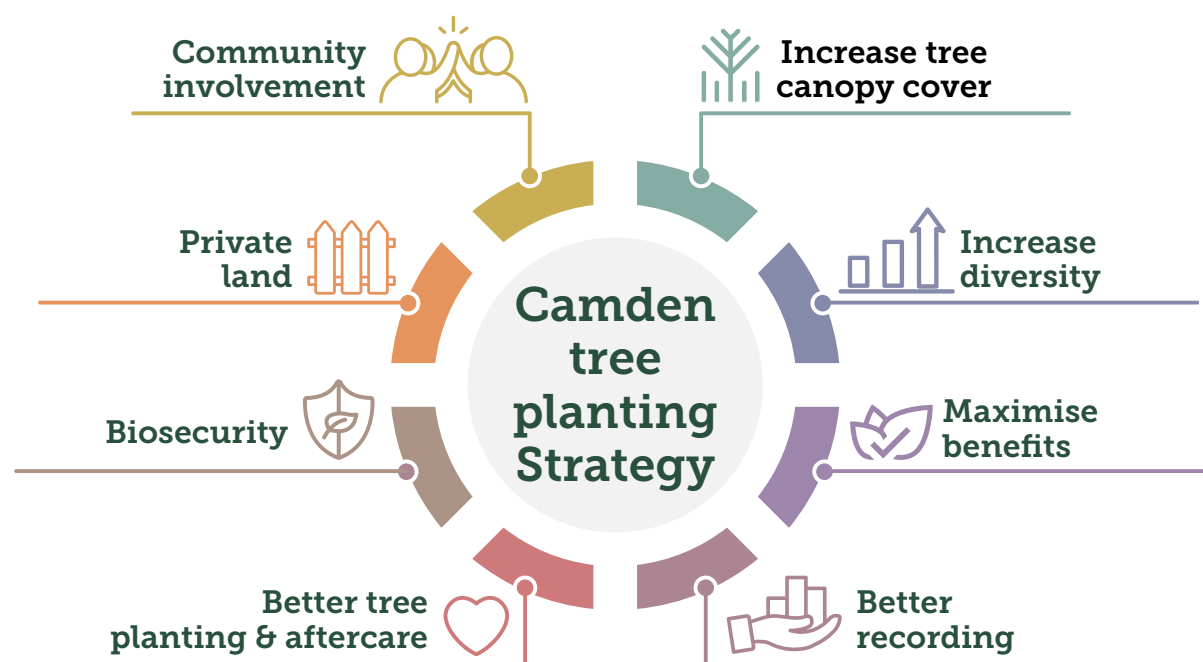 Community
involvement
Increase tree
canopy cover
Private
land
Increase
diversity
Camden
tree
planting
Strategy
Biosecurity
Maximise
benefits
Better tree
planting & aftercare
Better
recording